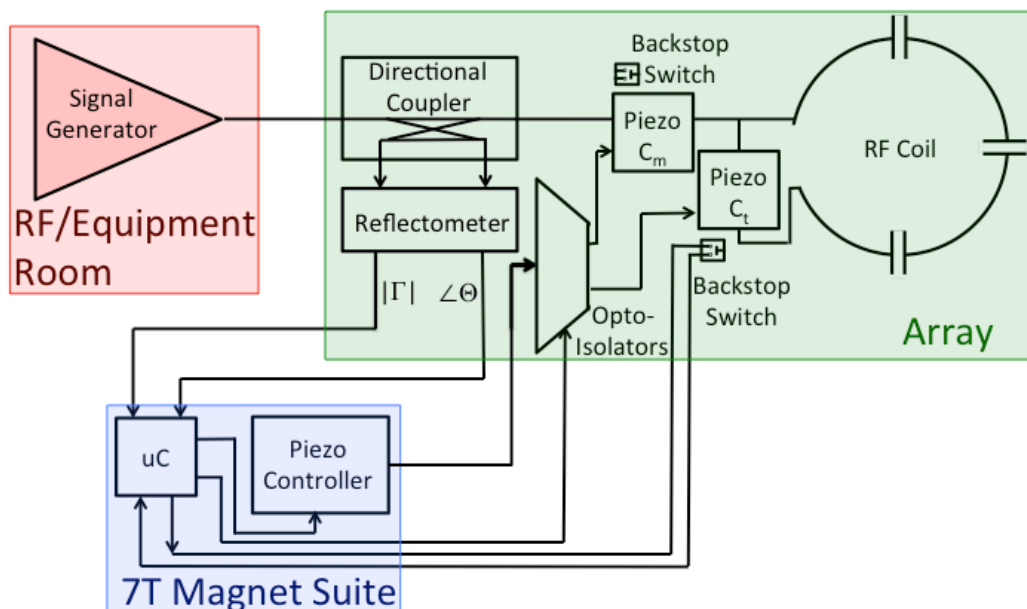 Signal
Generator
RF/Equipment
Room
Directional
Coupler
Reflectometer
|Γ| ∠Θ
Backstop
Switch
Piezo
Cm
Piezo
Ct
RF Coil
Backstop
Switch
Opto-
Isolators
Array
uC
Piezo
Controller
7T Magnet Suite